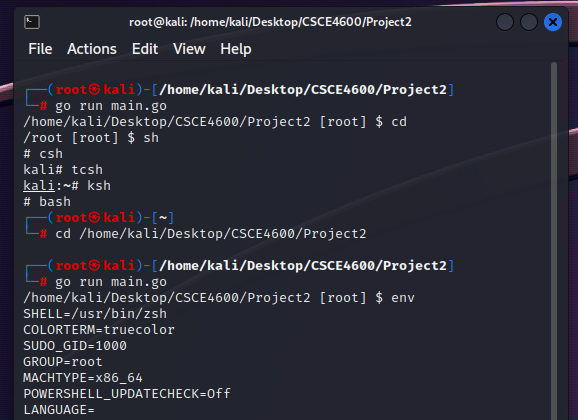 root@kali: /home/kali/Desktop/CSCE4600/Project2
File Actions Edit View Help
┌──(root㉿kali)-[/home/kali/Desktop/CSCE4600/Project2]
└─# go run main.go
/home/kali/Desktop/CSCE4600/Project2 [root] $ cd
/root [root] $ sh
# csh
kali# tcsh
kali:~# ksh
# bash
┌──(root㉿kali)-[~]
└─# cd /home/kali/Desktop/CSCE4600/Project2
┌──(root㉿kali)-[/home/kali/Desktop/CSCE4600/Project2]
└─# go run main.go
/home/kali/Desktop/CSCE4600/Project2 [root] $ env
SHELL=/usr/bin/zsh
COLORTERM=truecolor
SUDO_GID=1000
GROUP=root
MACHTYPE=x86_64
POWERSHELL_UPDATECHECK=Off
LANGUAGE=